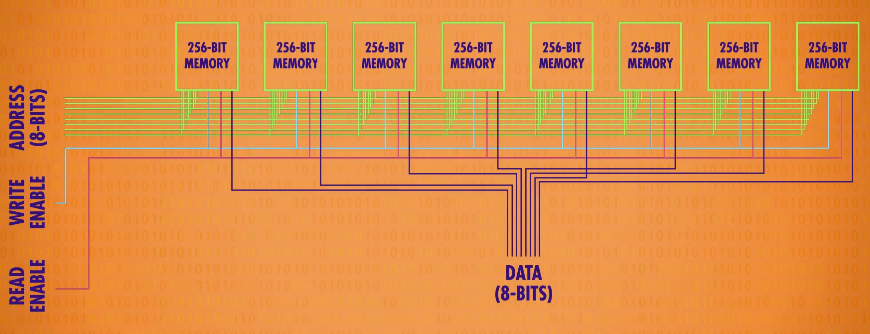 256-BIT
MEMORY
256-BIT
MEMORY
256-BIT
MEMORY
256-BIT
MEMORY
256-BIT
MEMORY
256-BIT
MEMORY
256-BIT
MEMORY
256-BIT
MEMORY
ADDRESS
(8-BITS)
WRITE
ENABLE
READ
ENABLE
DATA
(8-BITS)